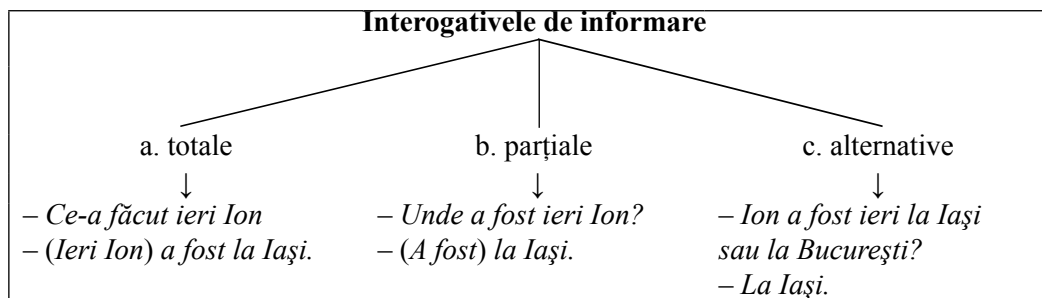 Interogativele de informare
a. totale
↓
– Ce-a făcut ieri Ion
– (Ieri Ion) a fost la Iaşi.
b. parțiale
↓
– Unde a fost ieri Ion?
– (A fost) la Iaşi.
c. alternative
↓
– Ion a fost ieri la Iaşi
sau la Bucureşti?
– La Iaşi.